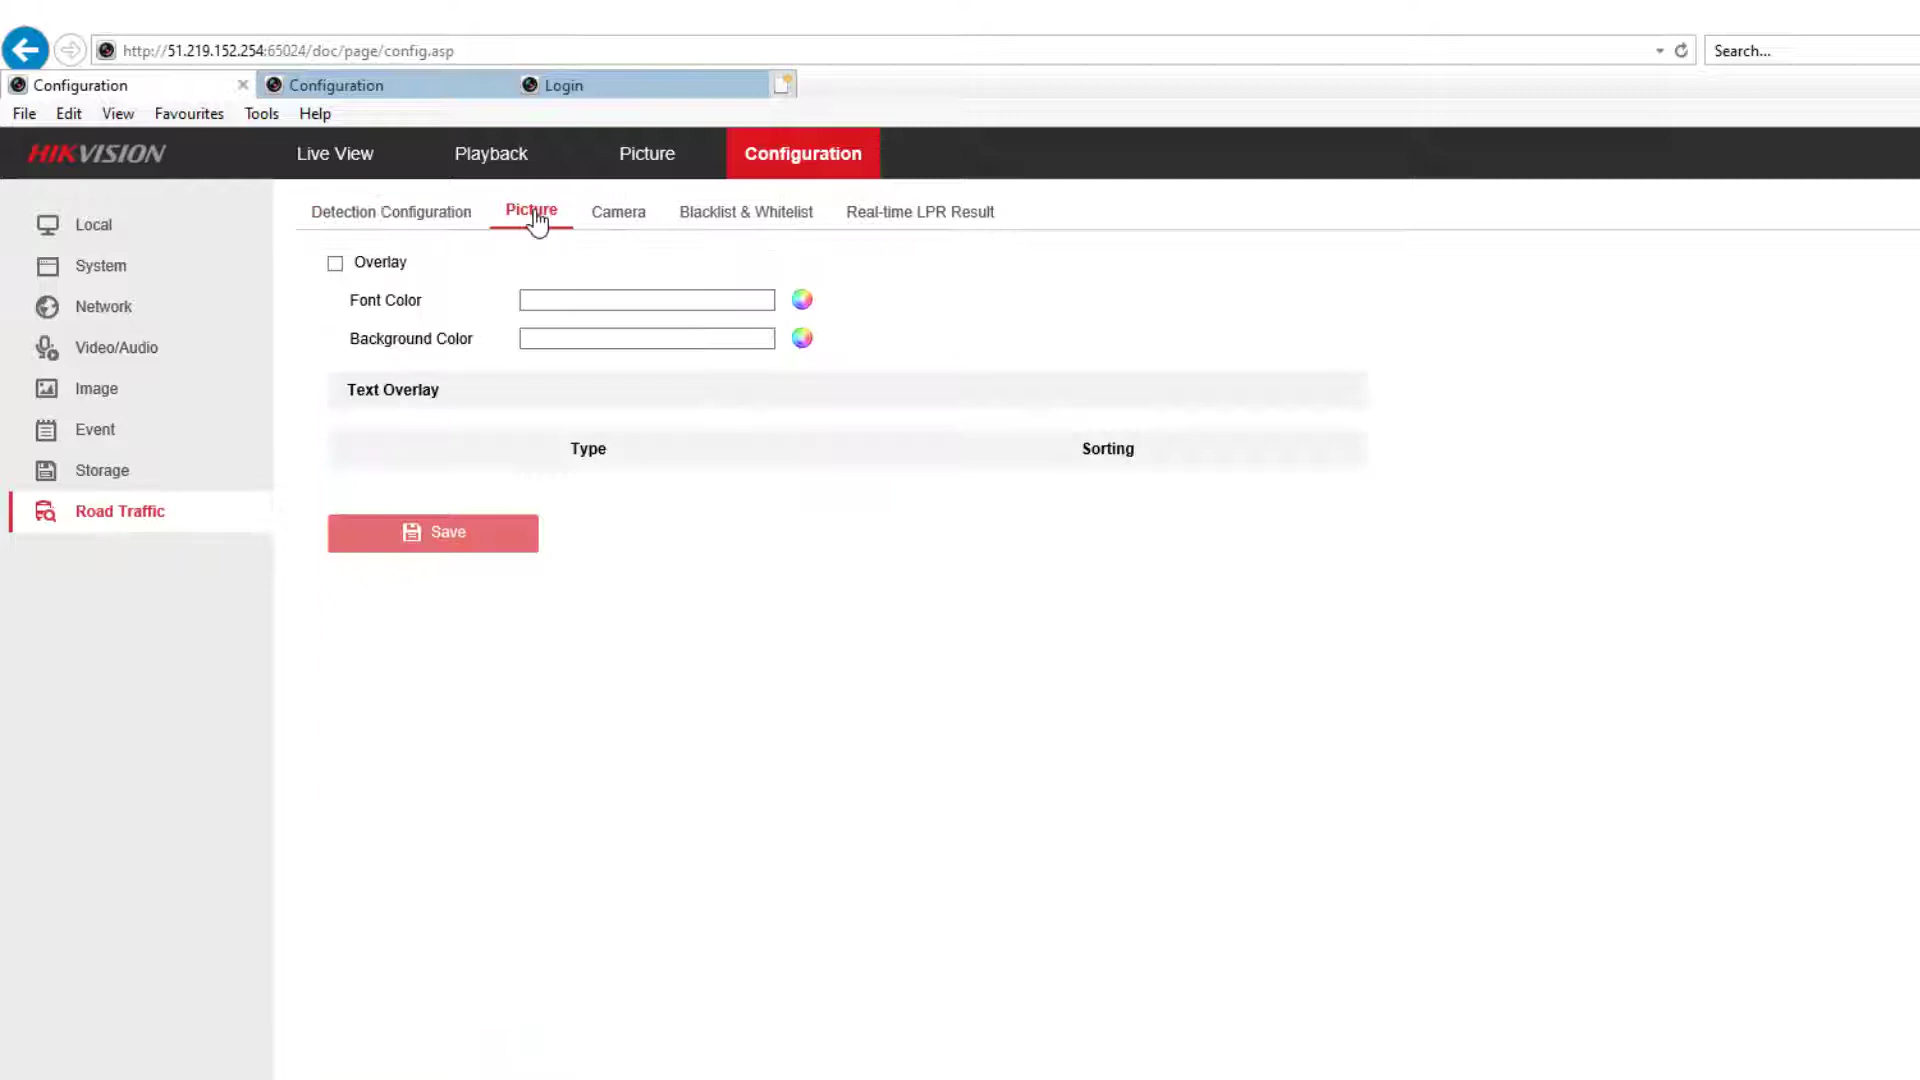 http://51.219.152.254:65024/doc/page/config.asp
Search...
Configuration
Configuration
Login
File Edit View Favourites Tools Help
HIKVISION
Live View Playback Picture Configuration
Local
System
Network
Video/Audio
Image
Event
Storage
Road Traffic
Detection Configuration Picture Camera Blacklist & Whitelist Real-time LPR Result
Overlay
Font Color
Background Color
Text Overlay
Type Sorting
Save